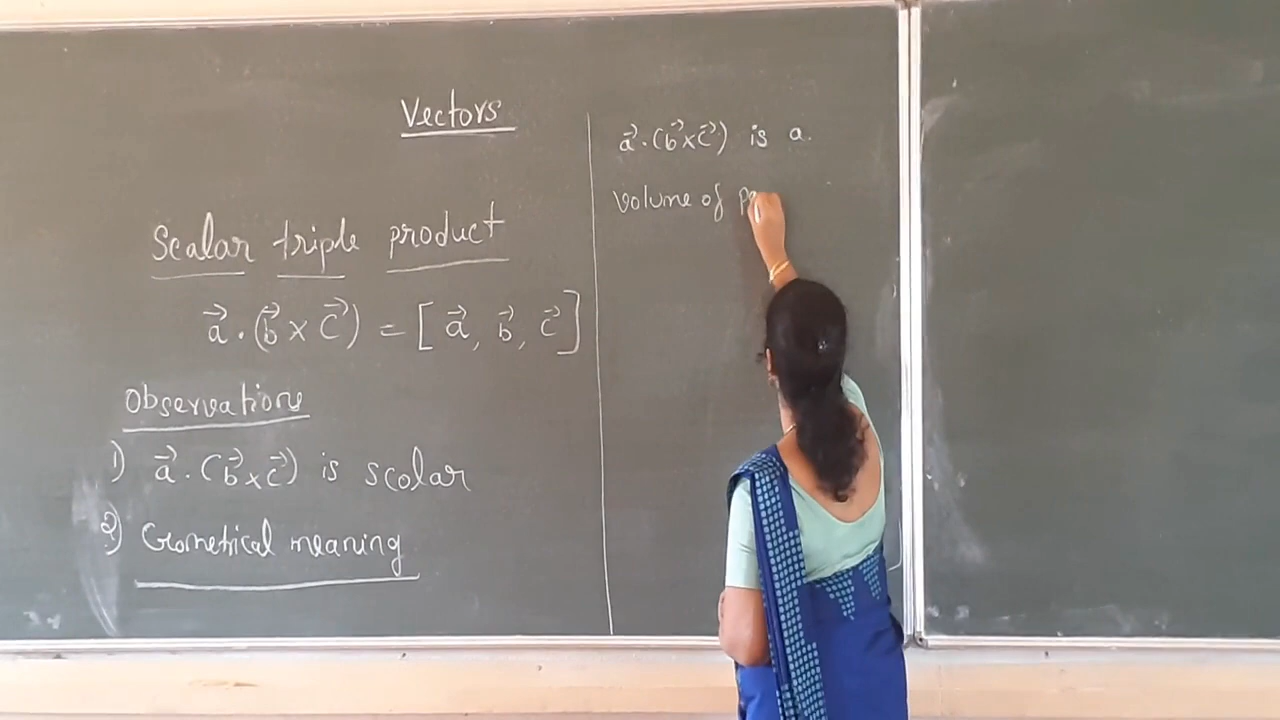 Vectors
Scalar triple product
a⃗ . (b⃗ × c⃗) = [a⃗, b⃗, c⃗]
Observations
1) a⃗ . (b⃗ × c⃗) is scalar
2) Geometrical meaning
a⃗ . (b⃗ × c⃗) is a.
volume of